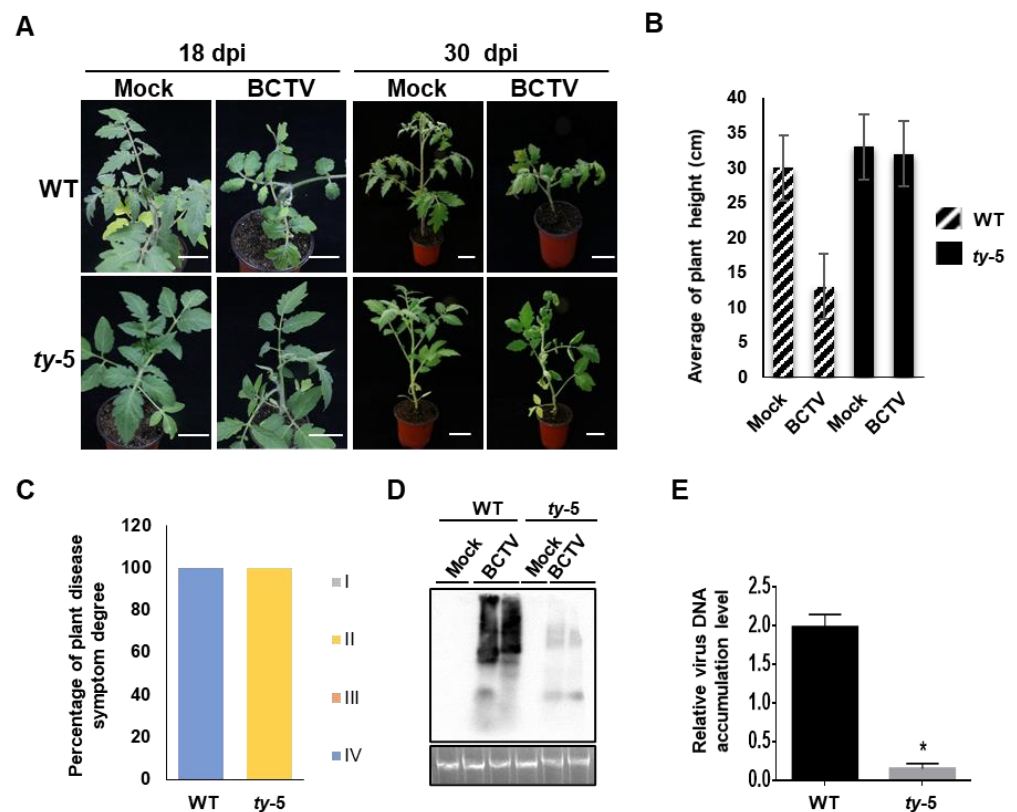 A
18 dpi
30 dpi
Mock
BCTV
Mock
BCTV
WT
ty-5
B
Average of plant height (cm)
40
35
30
25
20
15
10
5
0
Mock
BCTV
Mock
BCTV
WT
ty-5
C
Percentage of plant disease
symptom degree
120
100
80
60
40
20
0
WT
ty-5
I
II
III
IV
D
WT
ty-5
Mock
BCTV
Mock
BCTV
E
Relative virus DNA
accumulation level
2.5
2.0
1.5
1.0
0.5
0.0
*
WT
ty-5